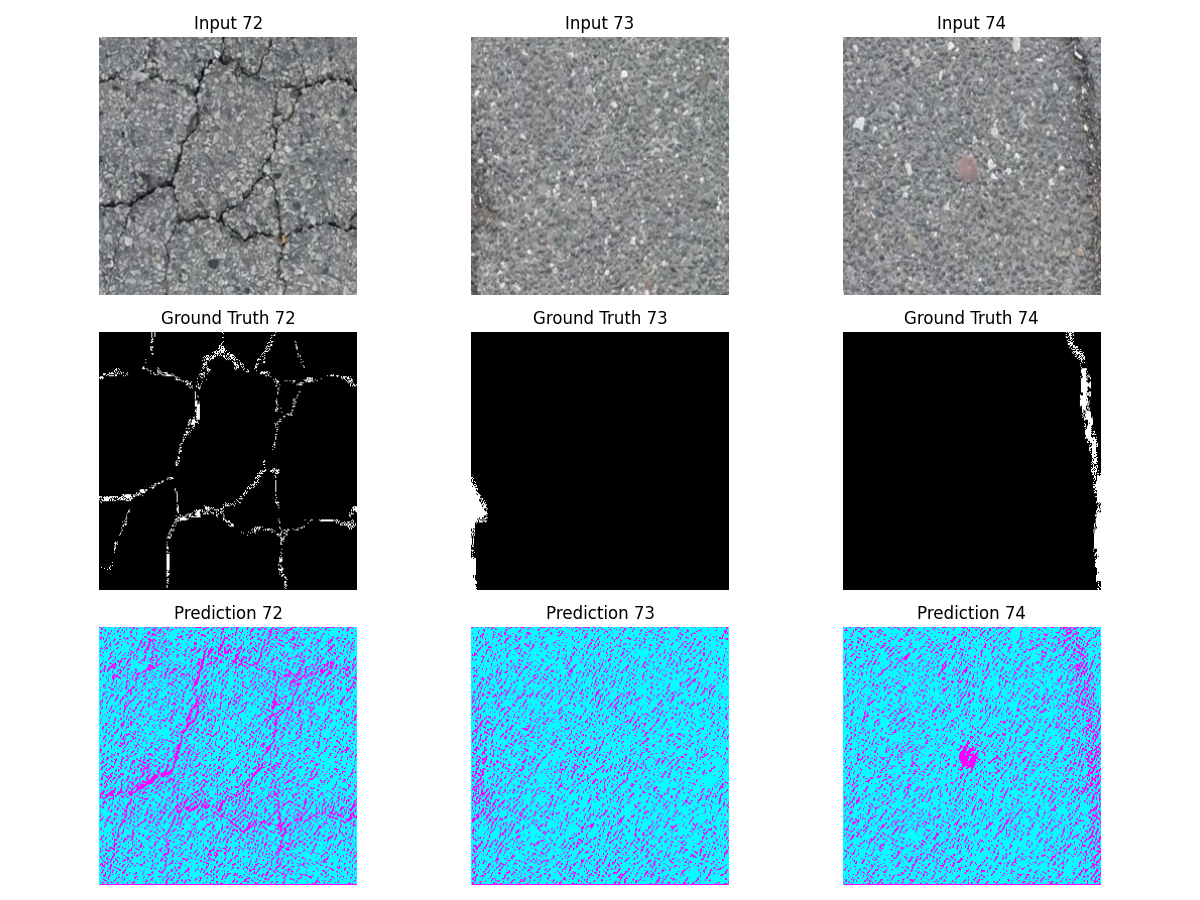 Input 72
Input 73
Input 74
Ground Truth 72
Ground Truth 73
Ground Truth 74
Prediction 72
Prediction 73
Prediction 74